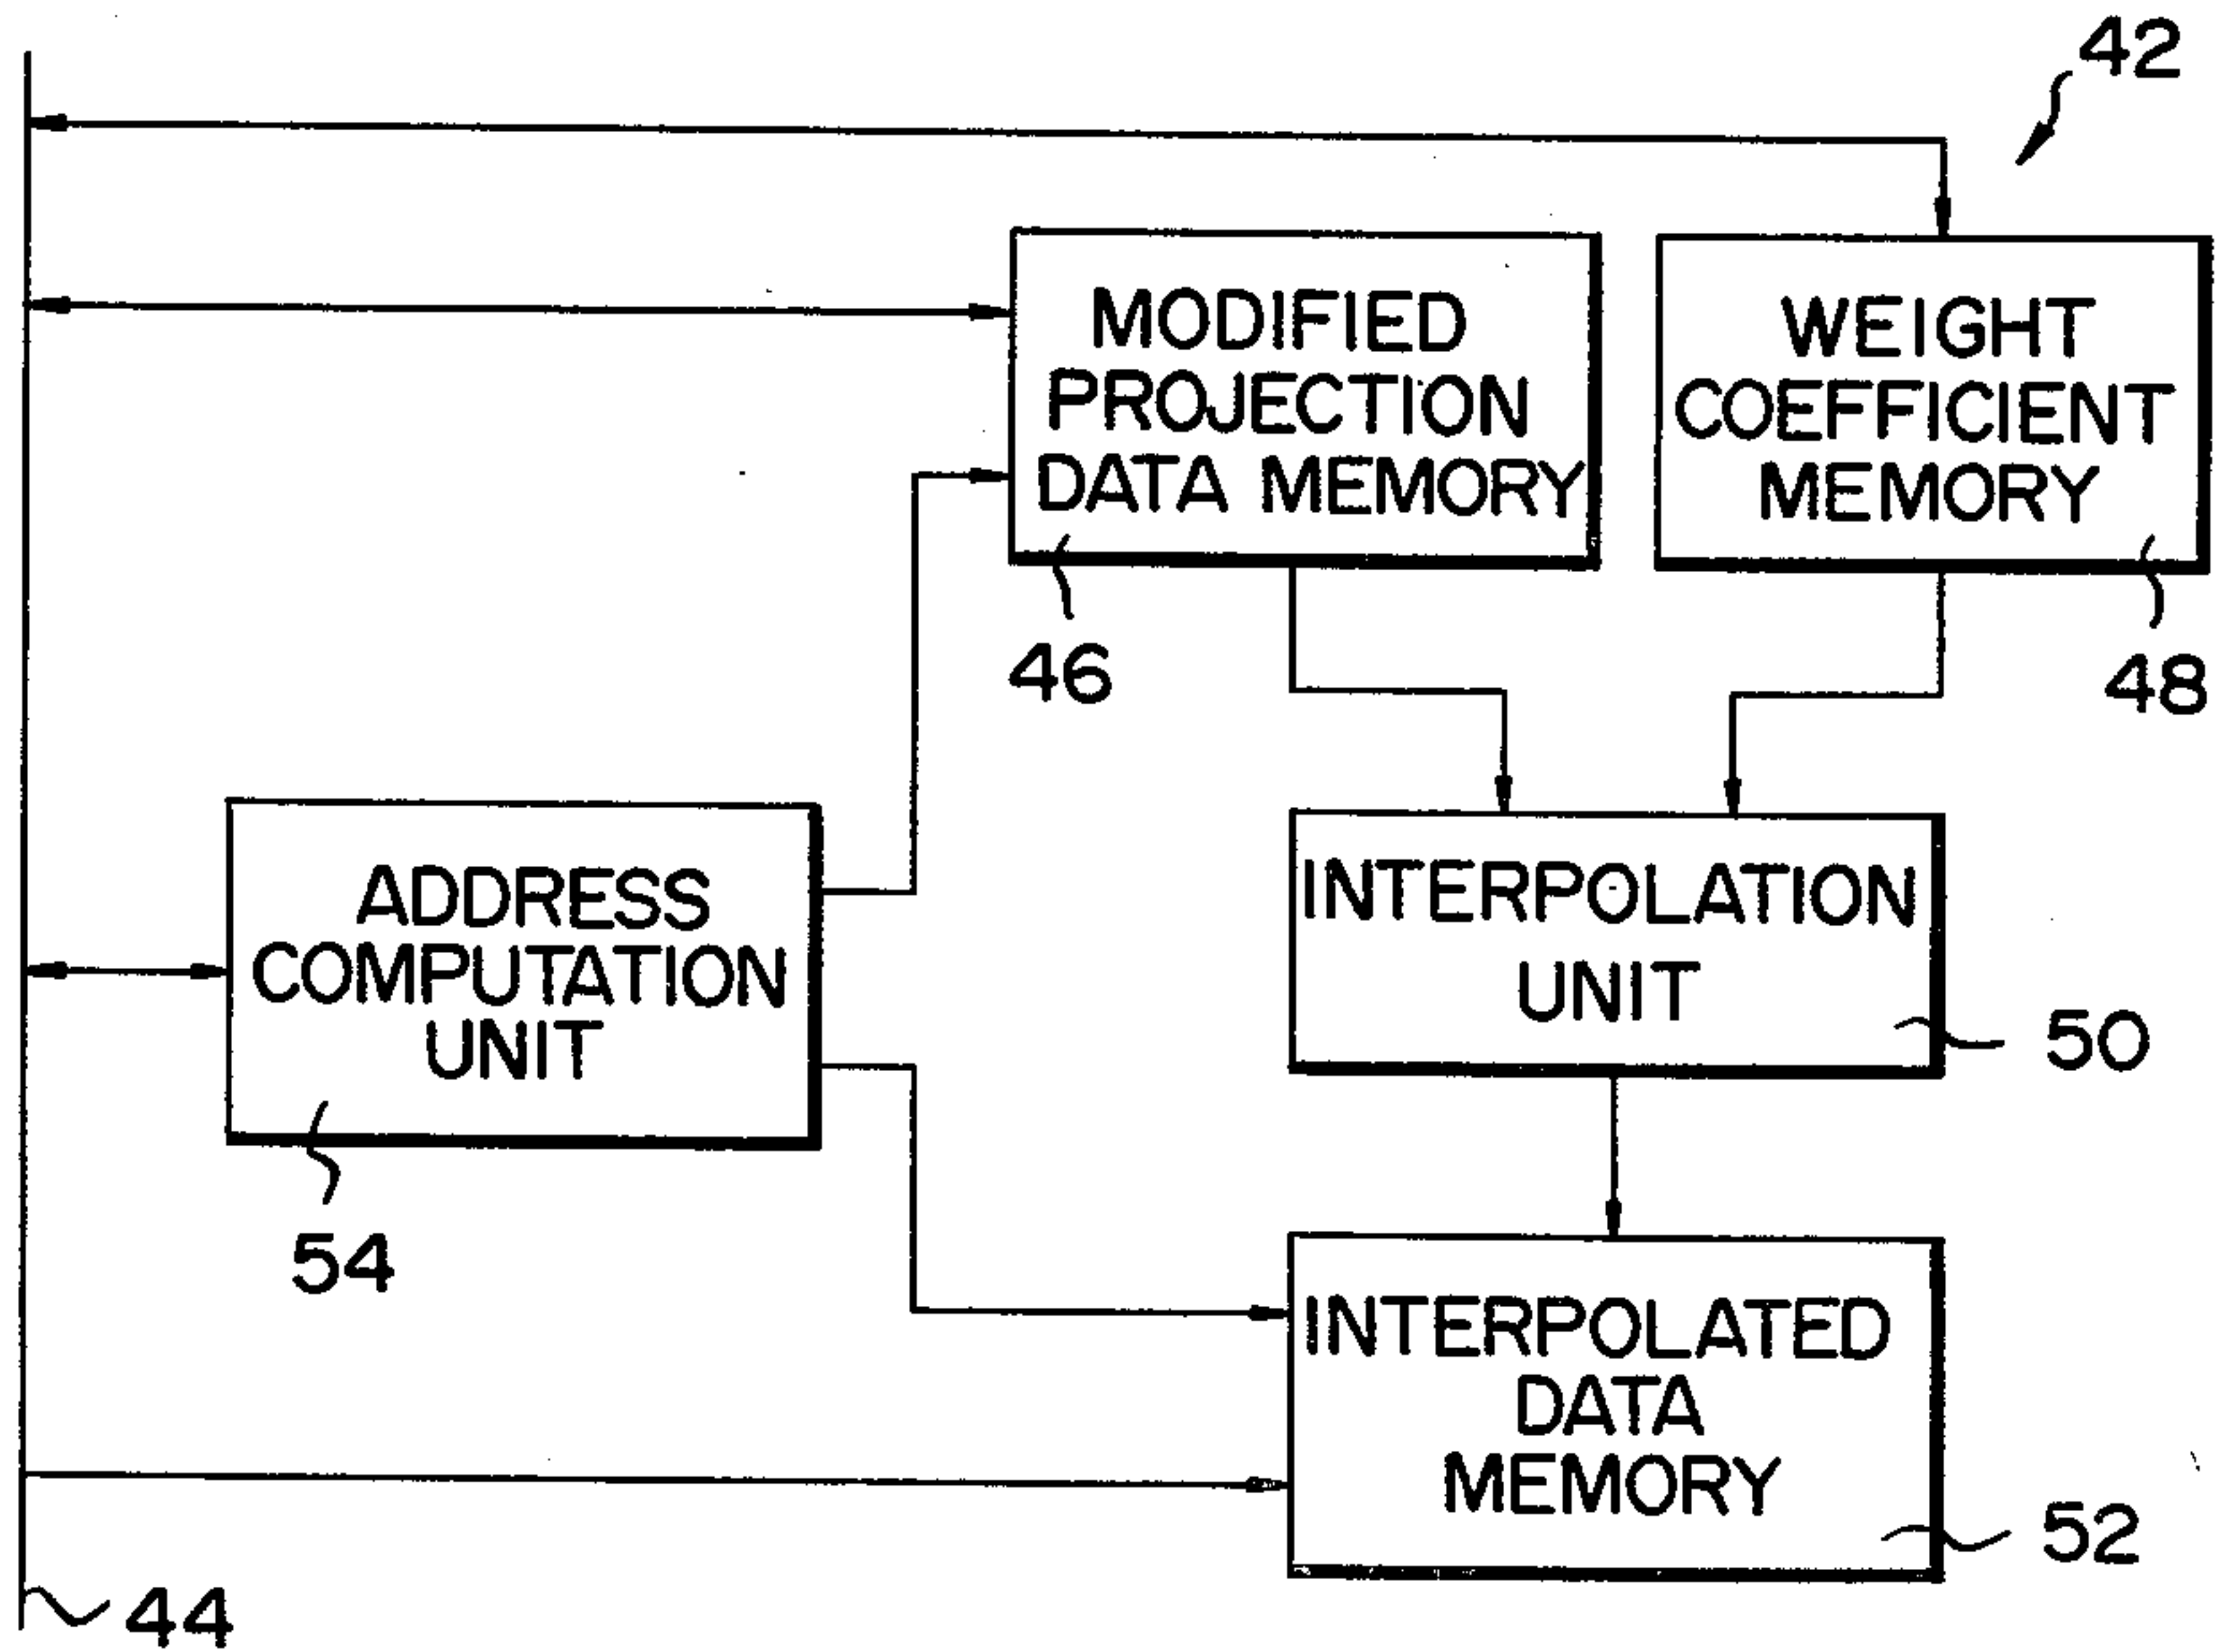 42
MODIFIED
PROJECTION
DATA MEMORY
46
WEIGHT
COEFFICIENT
MEMORY
48
ADDRESS
COMPUTATION
UNIT
54
INTERPOLATION
UNIT
50
INTERPOLATED
DATA
MEMORY
52
44